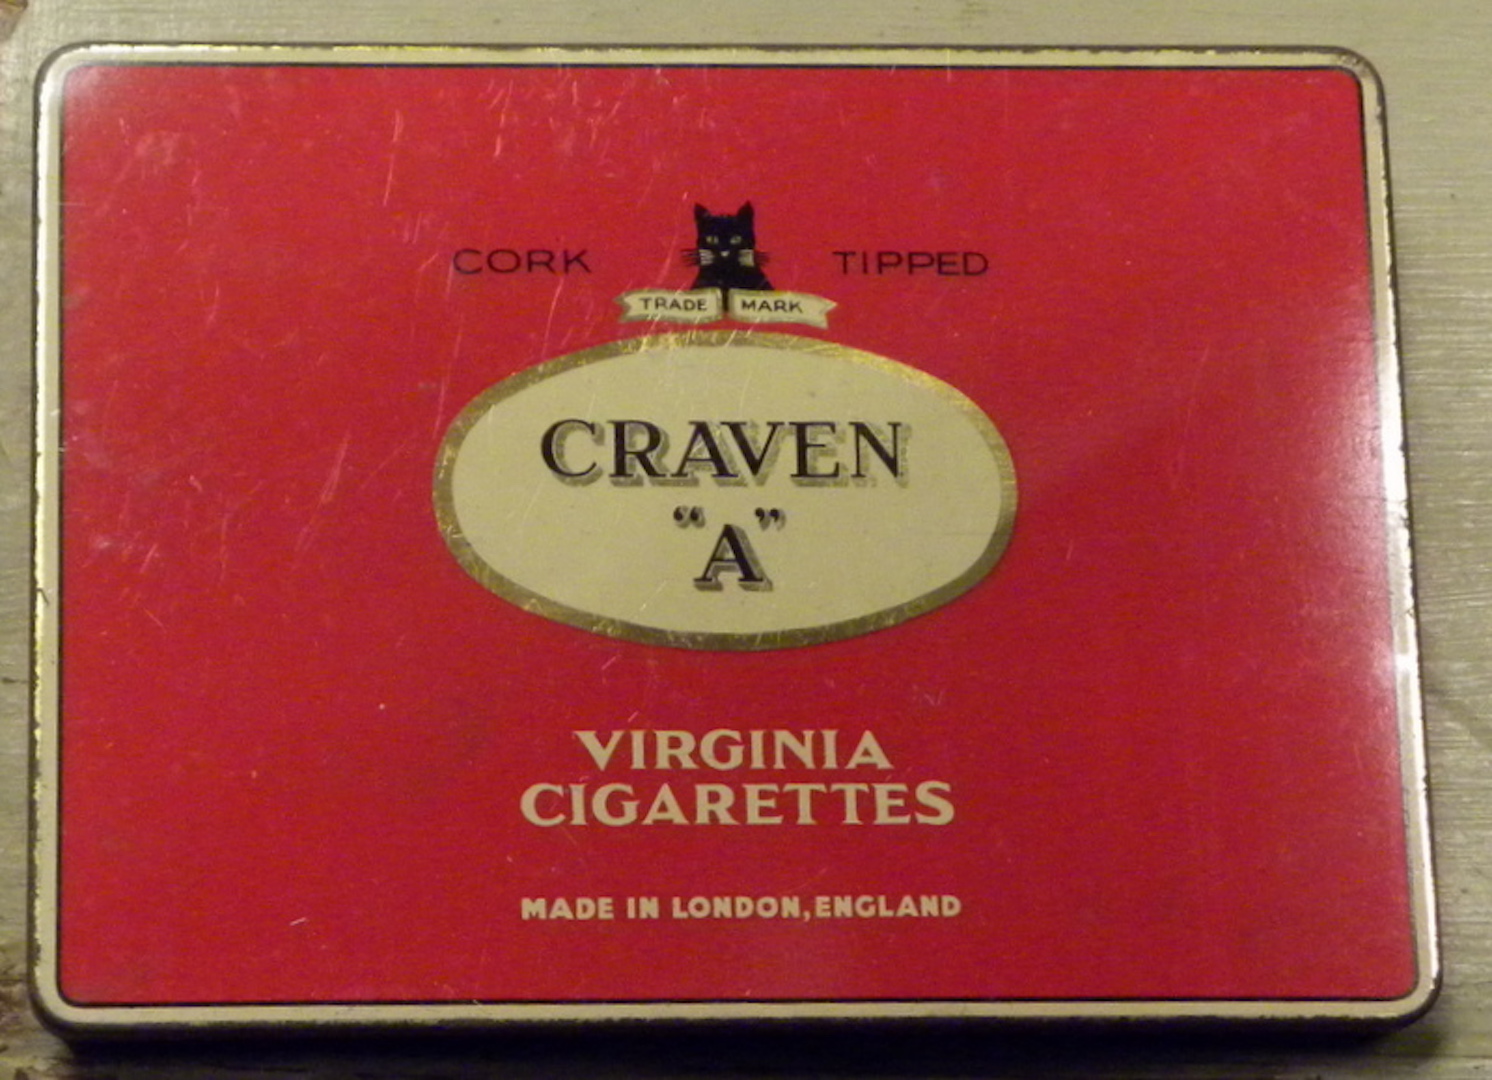 CORK TIPPED
TRADE MARK
CRAVEN
“A”
VIRGINIA
CIGARETTES
MADE IN LONDON, ENGLAND